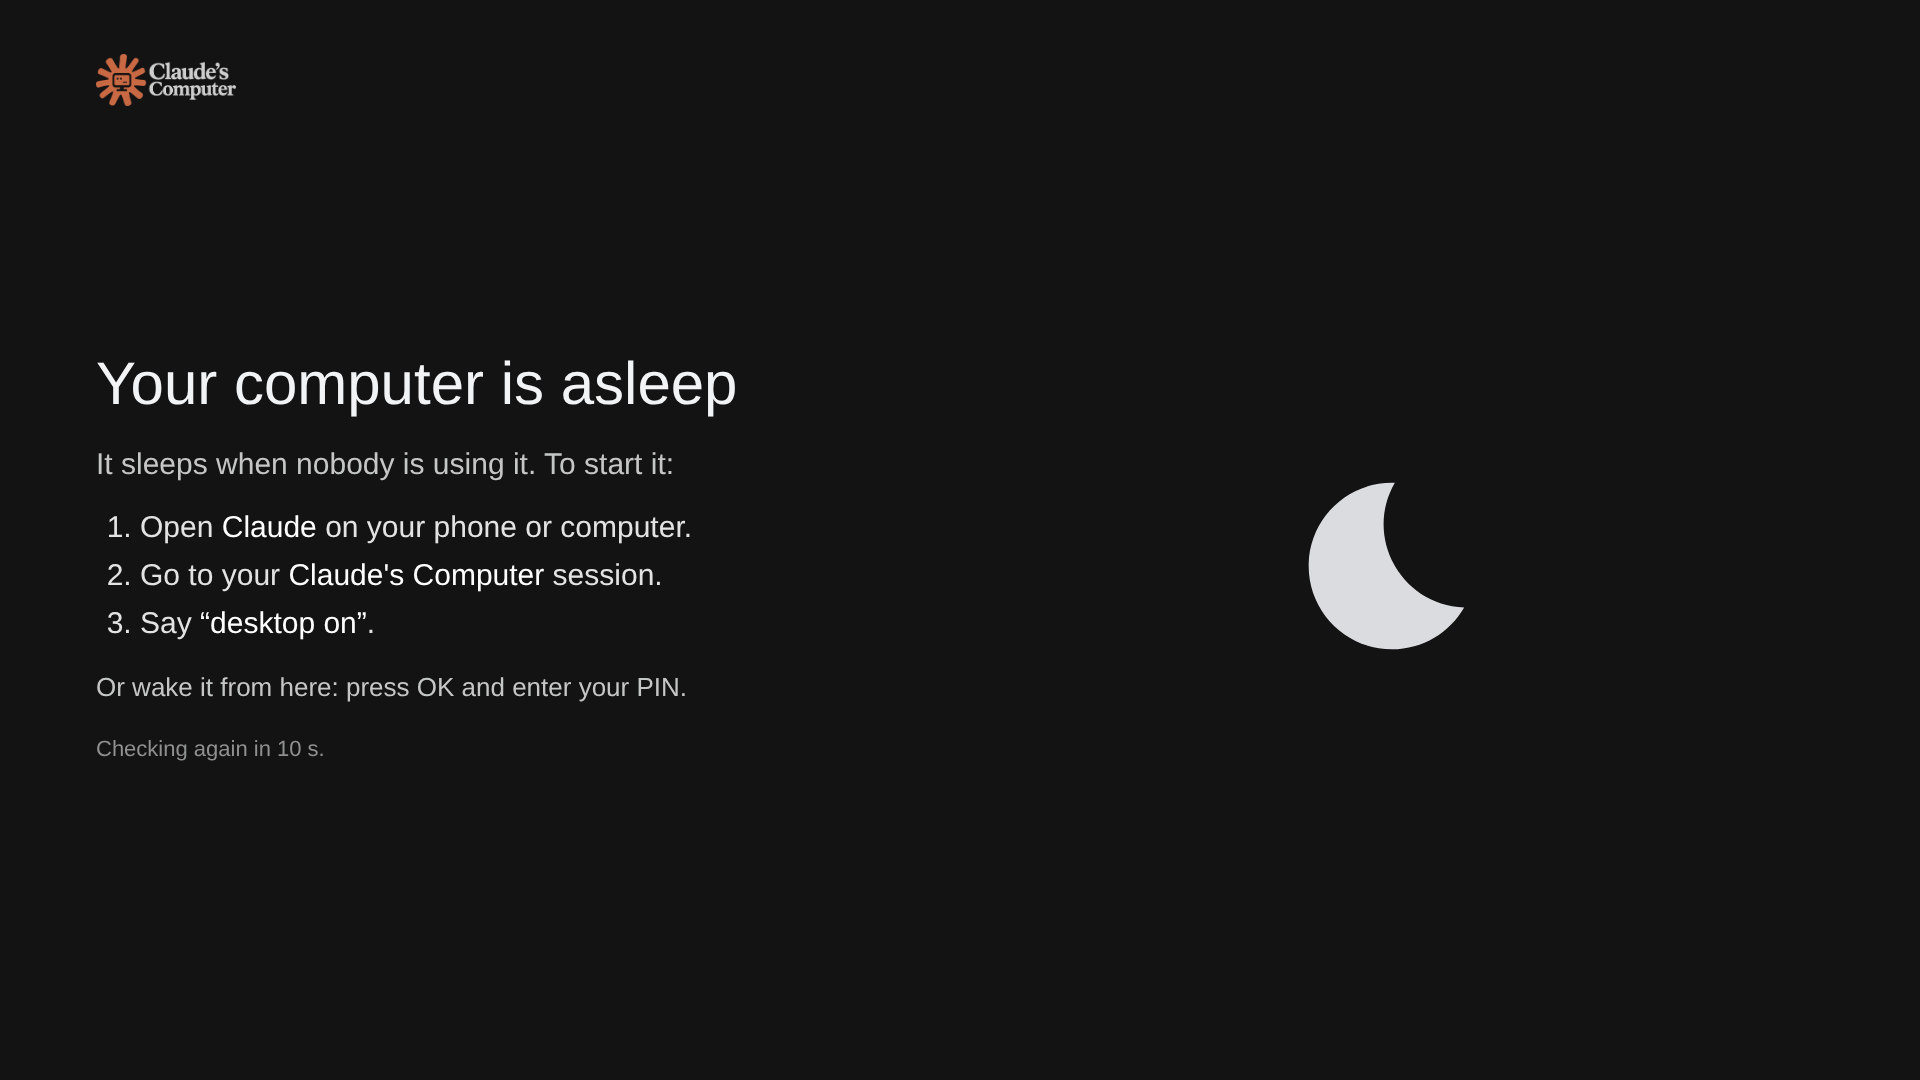 Claude’s
Computer
Your computer is asleep
It sleeps when nobody is using it. To start it:
1. Open Claude on your phone or computer.
2. Go to your Claude's Computer session.
3. Say “desktop on”.
Or wake it from here: press OK and enter your PIN.
Checking again in 10 s.